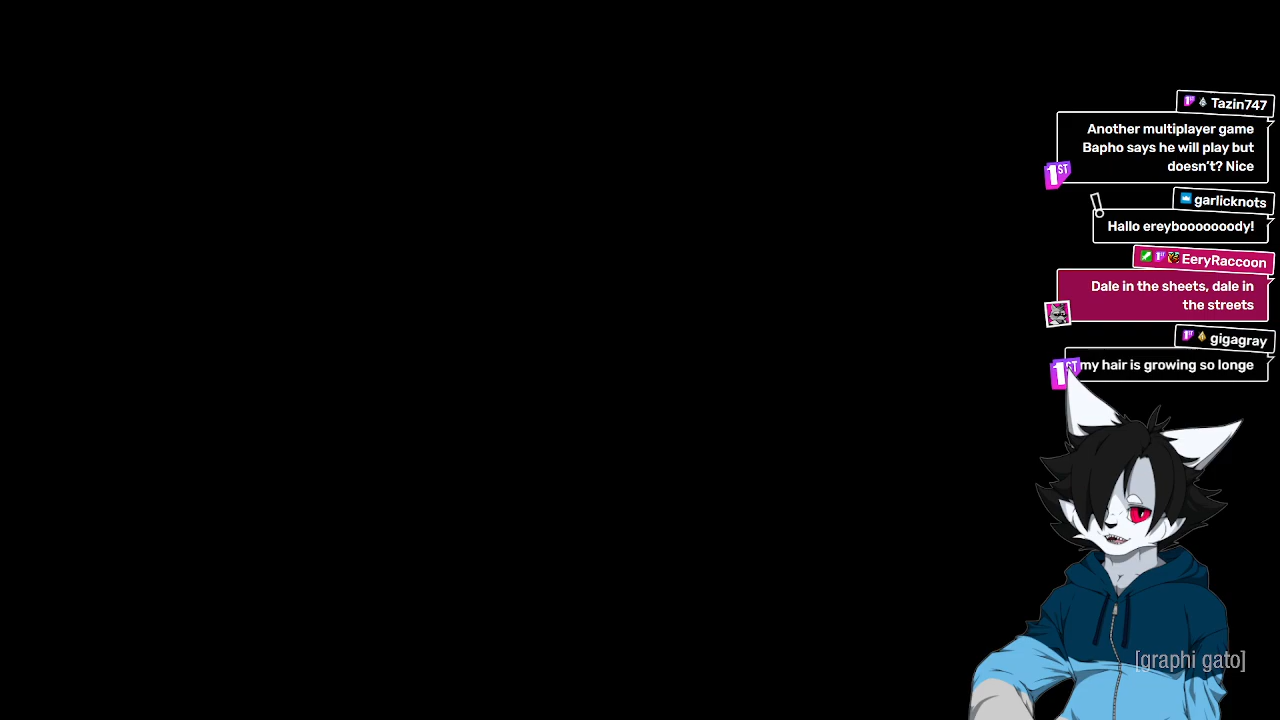 Tazin747
Another multiplayer game
Bapho says he will play but
doesn't? Nice
1ST
garlicknots
Hallo ereybooooooody!
EeryRaccoon
Dale in the sheets, dale in
the streets
gigagray
1ST
my hair is growing so longe
[graphi gato]